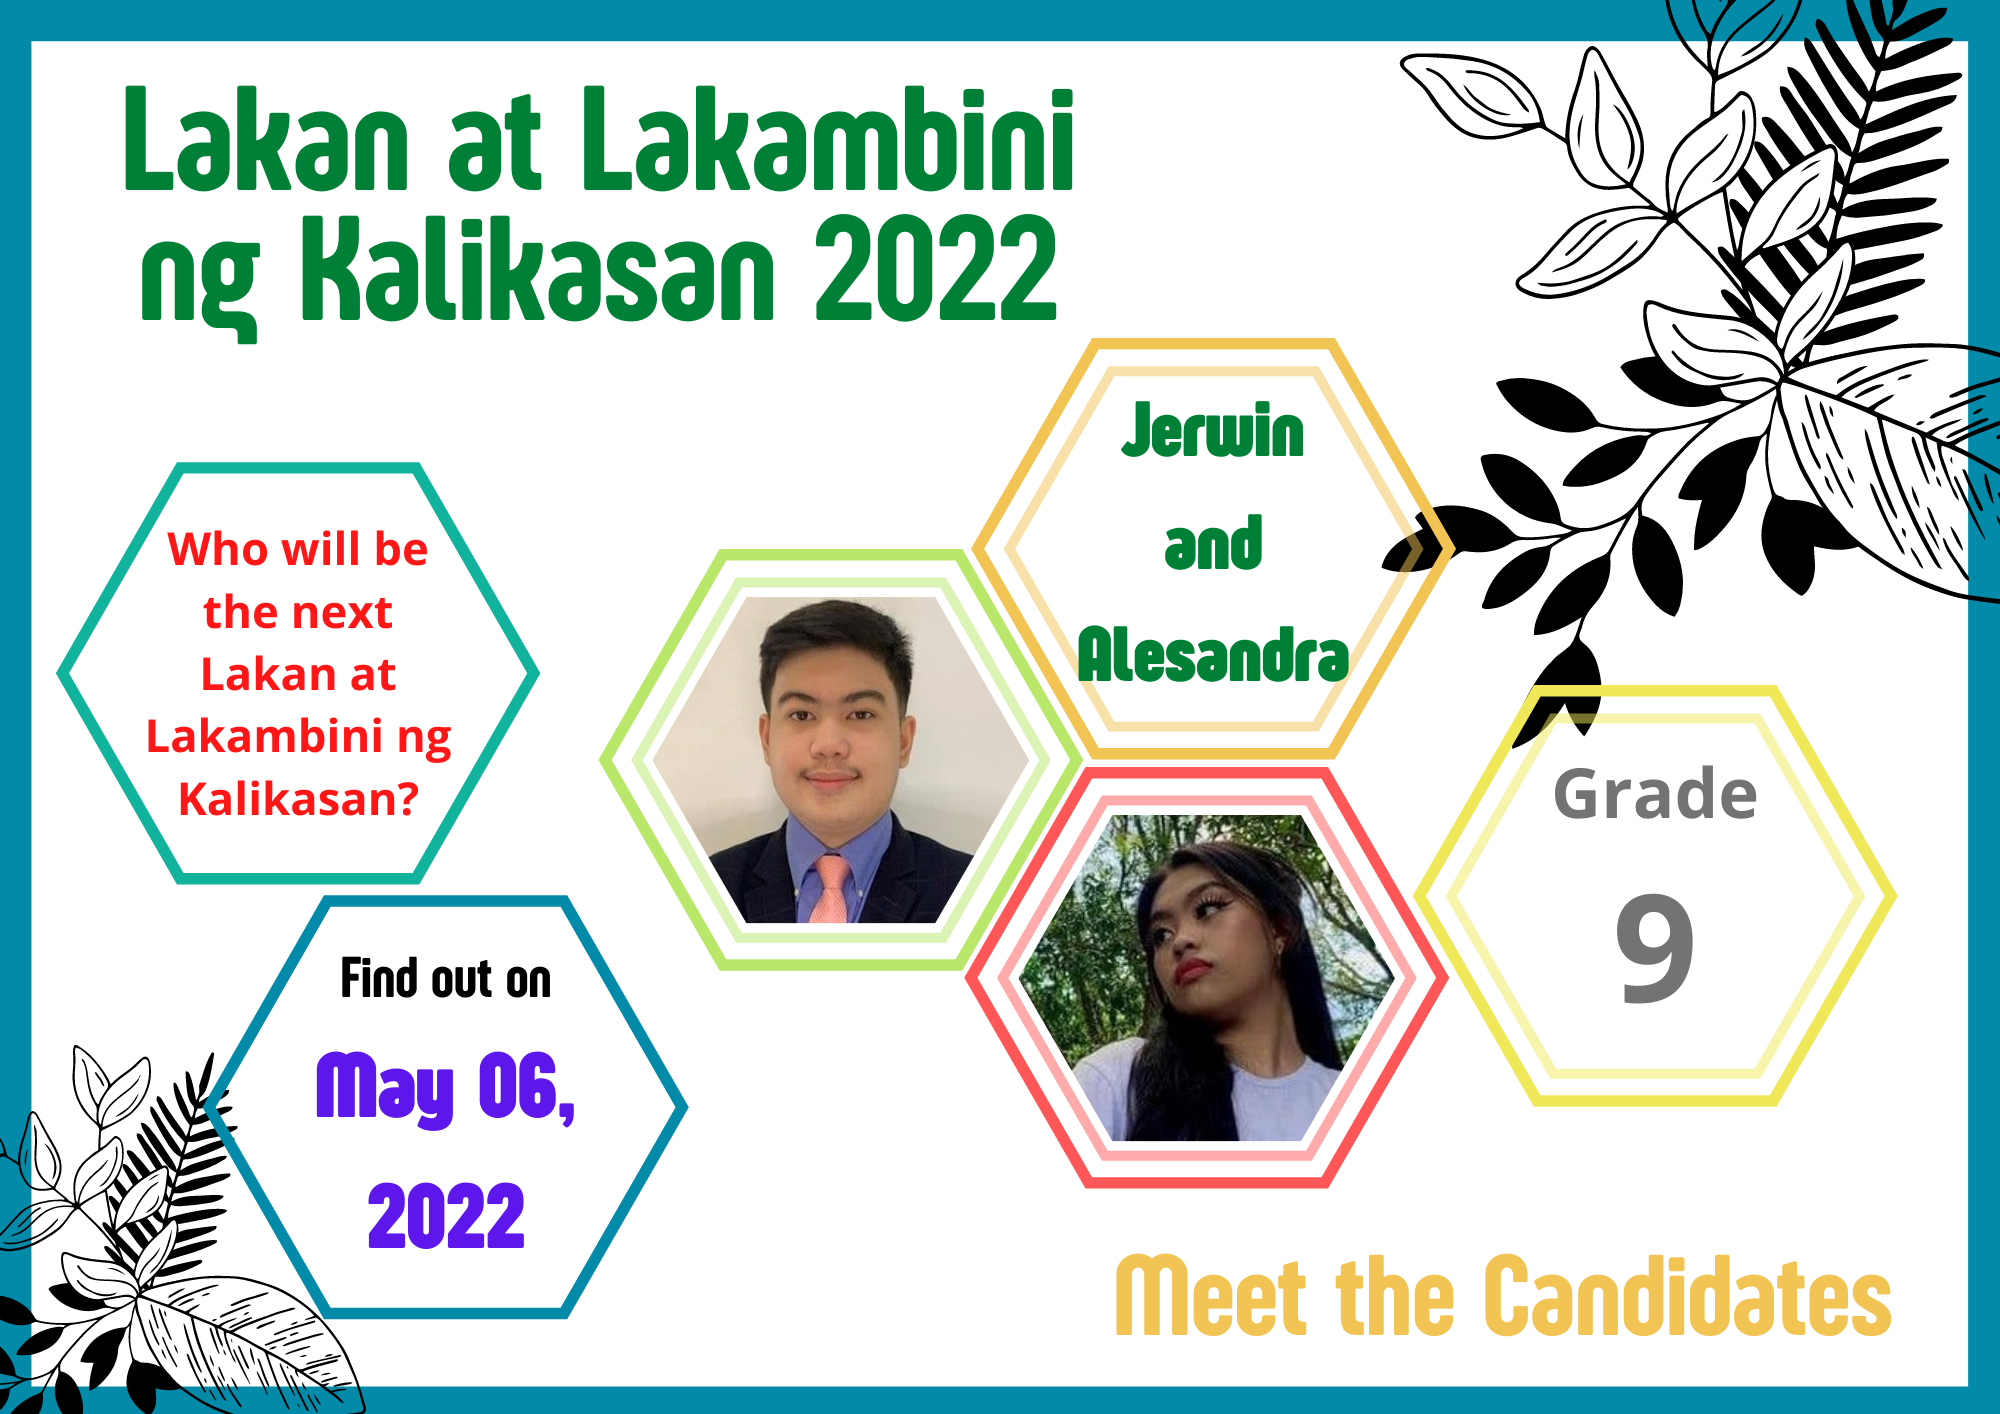 Lakan at Lakambini
ng Kalikasan 2022
Who will be
the next
Lakan at
Lakambini ng
Kalikasan?
Find out on
May 06,
2022
Jerwin
and
Alesandra
Grade
9
Meet the Candidates